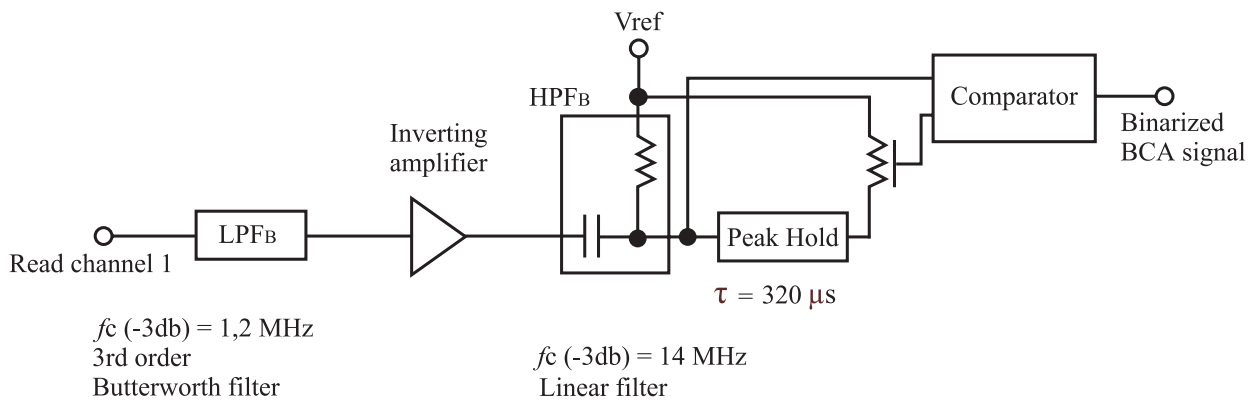 Vref
HPFB
Comparator
Binarized
BCA signal
Inverting
amplifier
LPFB
Peak Hold
Read channel 1
τ = 320 μs
fc (-3db) = 1,2 MHz
3rd order
Butterworth filter
fc (-3db) = 14 MHz
Linear filter